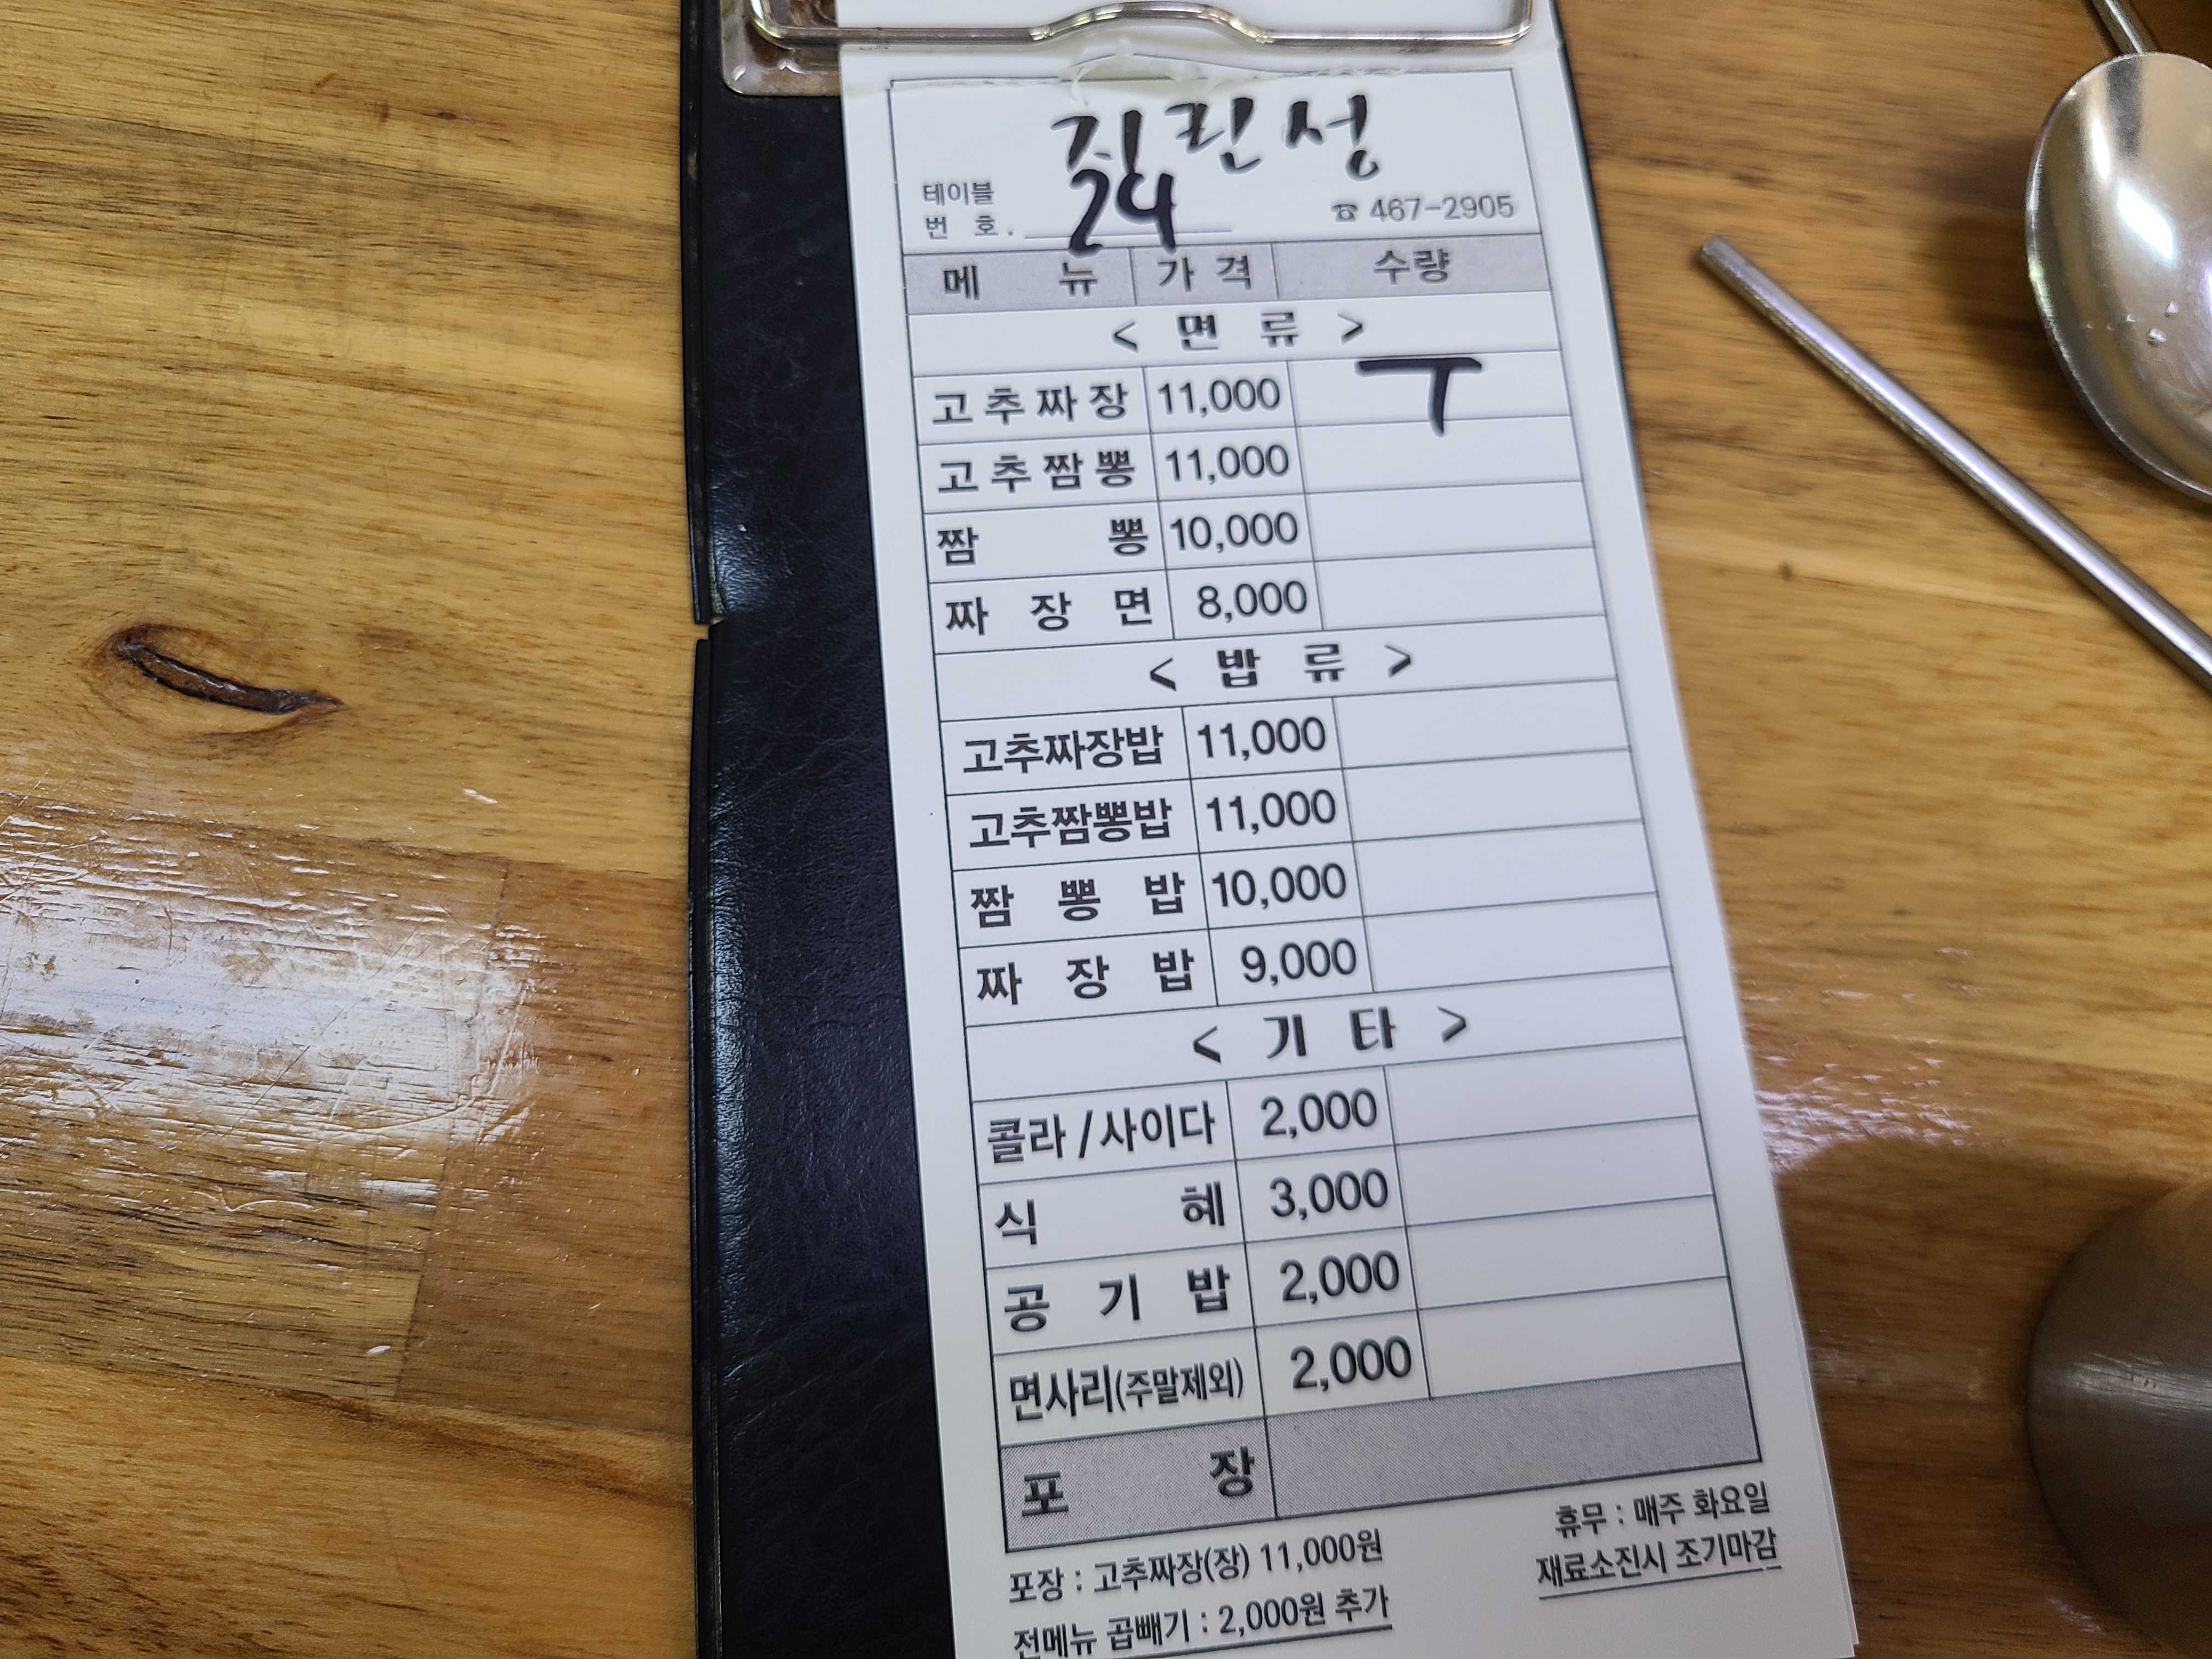 지린성
테이블
번 호. 24 ☎ 467-2905
메 뉴 가 격 수량
< 면 류 >
고추짜장 11,000 ㅜ
고추짬뽕 11,000
짬 뽕 10,000
짜 장 면 8,000
< 밥 류 >
고추짜장밥 11,000
고추짬뽕밥 11,000
짬 뽕 밥 10,000
짜 장 밥 9,000
< 기 타 >
콜라/사이다 2,000
식 혜 3,000
공 기 밥 2,000
면사리(주말제외) 2,000
포 장
포장 : 고추짜장(장) 11,000원
전메뉴 곱빼기 : 2,000원 추가
휴무 : 매주 화요일
재료소진시 조기마감